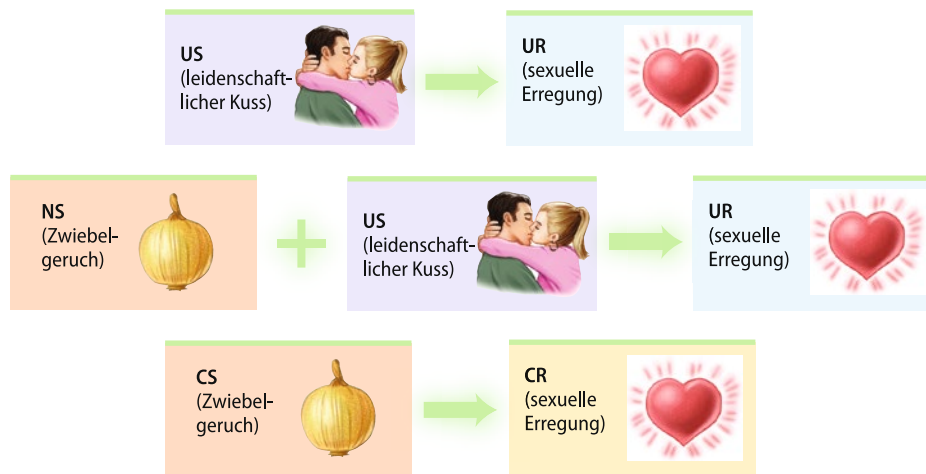 US
(leidenschaft-
licher Kuss)
UR
(sexuelle
Erregung)
NS
(Zwiebel-
geruch)
US
(leidenschaft-
licher Kuss)
UR
(sexuelle
Erregung)
CS
(Zwiebel-
geruch)
CR
(sexuelle
Erregung)